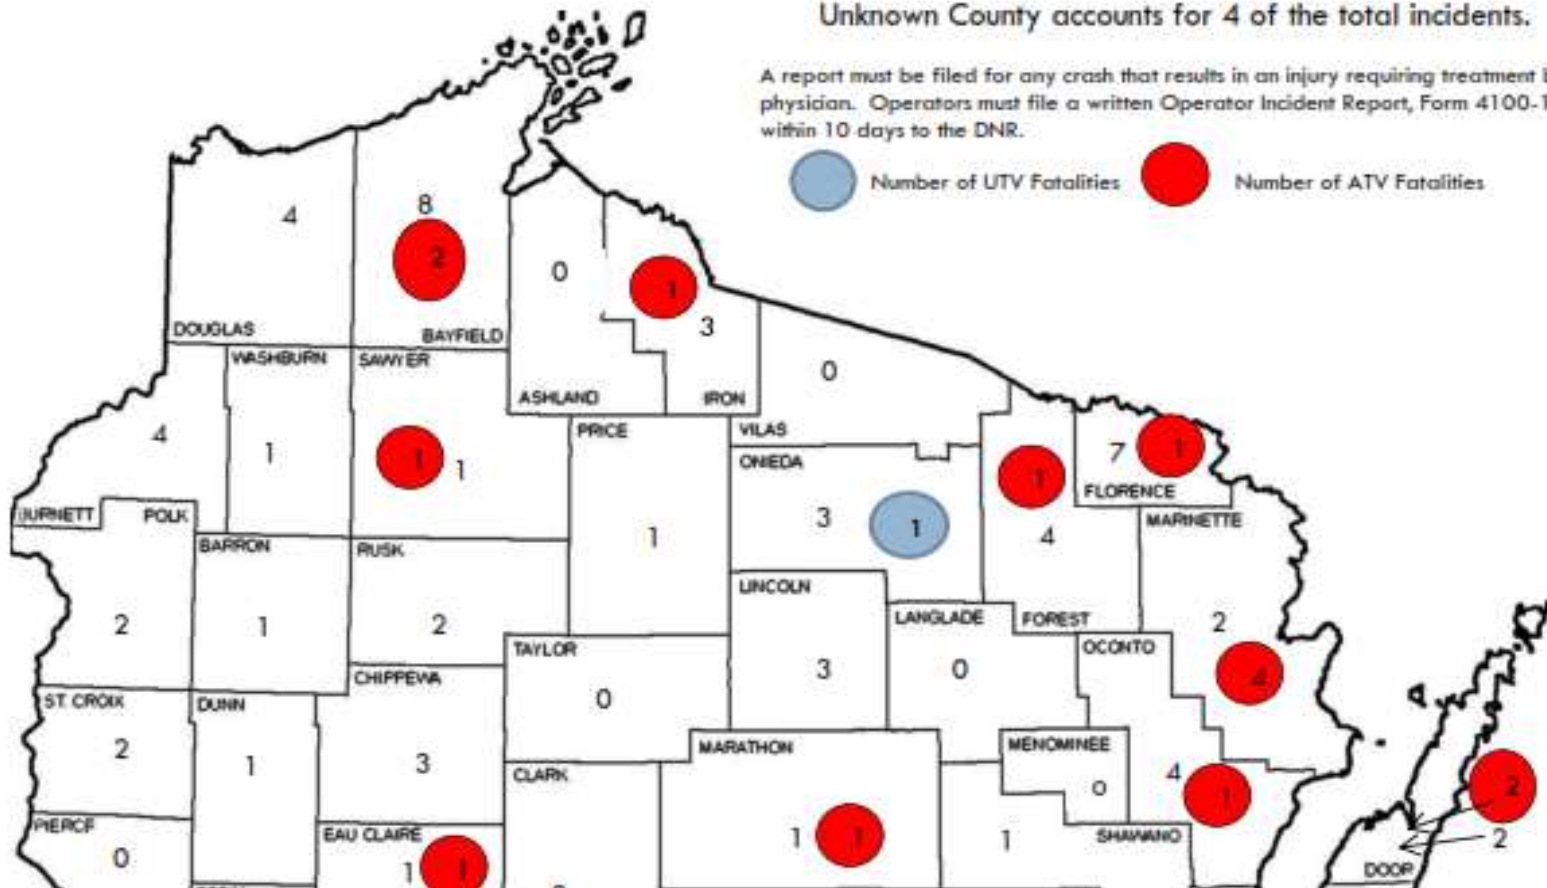 Unknown County accounts for 4 of the total incidents.
A report must be filed for any crash that results in an injury requiring treatment
physician. Operators must file a written Operator Incident Report, Form 4100-1
within 10 days to the DNR.
Number of UTV Fatalities
Number of ATV Fatalities
4
8
2
0
1
3
DOUGLAS
BAYFIELD
WASHBURN
SAWYER
ASHLAND
IRON
0
4
1
1
1
PRICE
VILAS
ONIEDA
7
1
FLORENCE
1
4
3
1
1
BURNETT
POLK
BARRON
RUSK
MARINETTE
LINCOLN
LANGLADE
FOREST
OCONTO
2
1
2
2
4
TAYLOR
0
3
0
CHIPPEWA
ST. CROIX
DUNN
2
1
3
MARATHON
MENOMINEE
0
4
1
2
2
CLARK
PIERCE
0
EAU CLAIRE
1
1
1
1
1
SHAWANO
DOOR